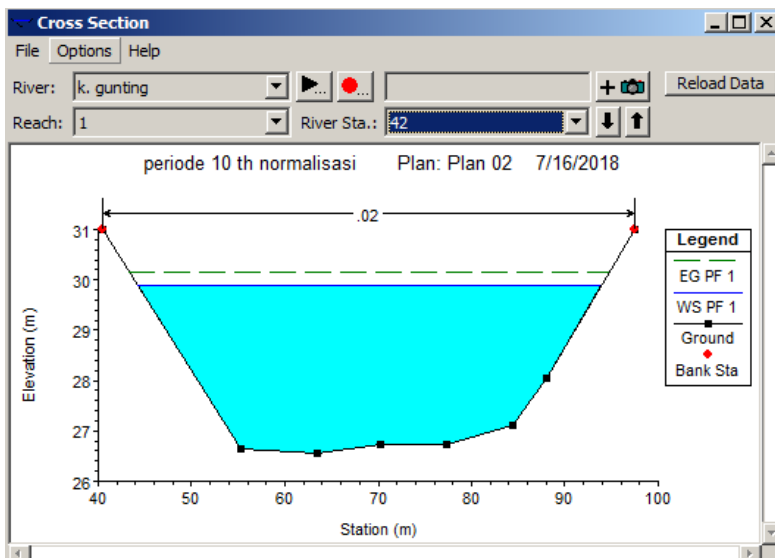 Cross Section
File Options Help
River: k. gunting ... ... + Reload Data
Reach: 1 River Sta.: 42
periode 10 th normalisasi Plan: Plan 02 7/16/2018
.02
31
30
29
28
27
26
40 50 60 70 80 90 100
Elevation (m)
Station (m)
Legend
EG PF 1
WS PF 1
Ground
Bank Sta